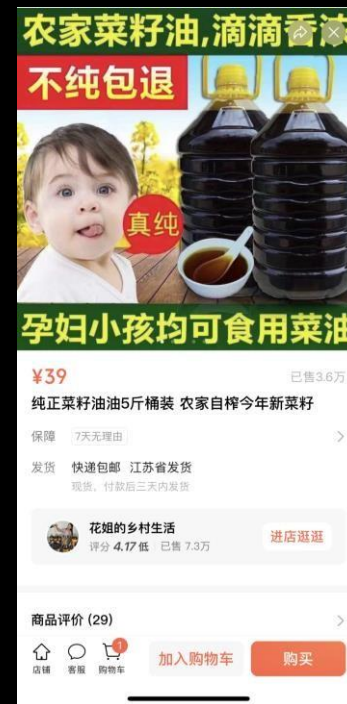 农家菜籽油,滴滴香浓
不纯包退
真纯
孕妇小孩均可食用菜油
¥39
已售3.6万
纯正菜籽油油5斤桶装 农家自榨今年新菜籽
保障 7天无理由
发货 快递包邮 江苏省发货
现货，付款后三天内发货
花姐的乡村生活
评分 4.17 低 已售 7.3万
进店逛逛
商品评价 (29)
1
店铺 客服 购物车
加入购物车
购买